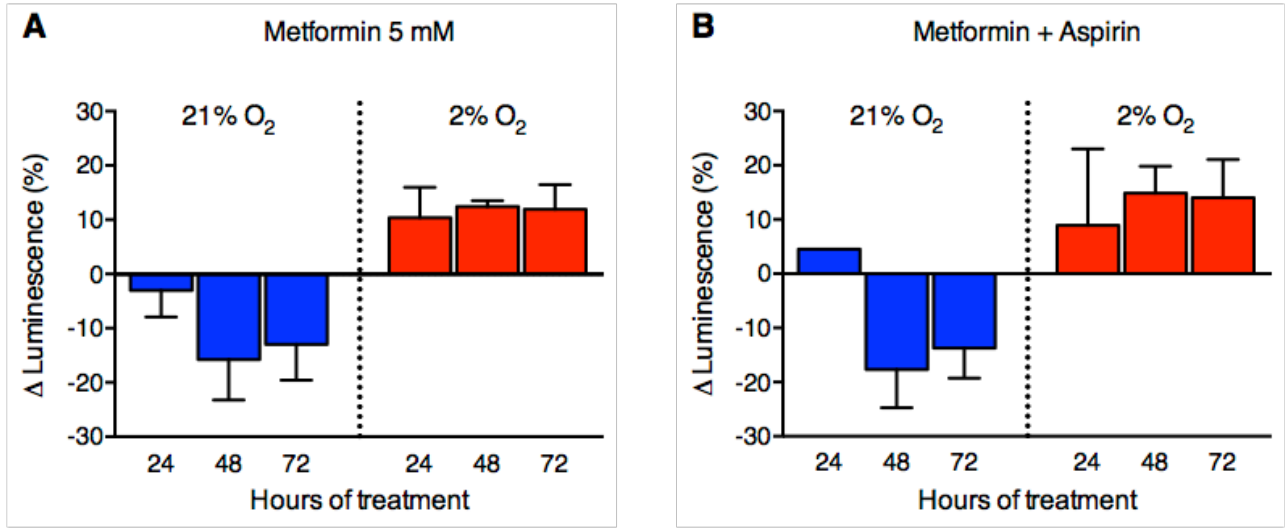 A
Metformin 5 mM
21% O₂
2% O₂
Δ Luminescence (%)
30
20
10
0
-10
-20
-30
24 48 72 24 48 72
Hours of treatment
B
Metformin + Aspirin
21% O₂
2% O₂
Δ Luminescence (%)
30
20
10
0
-10
-20
-30
24 48 72 24 48 72
Hours of treatment